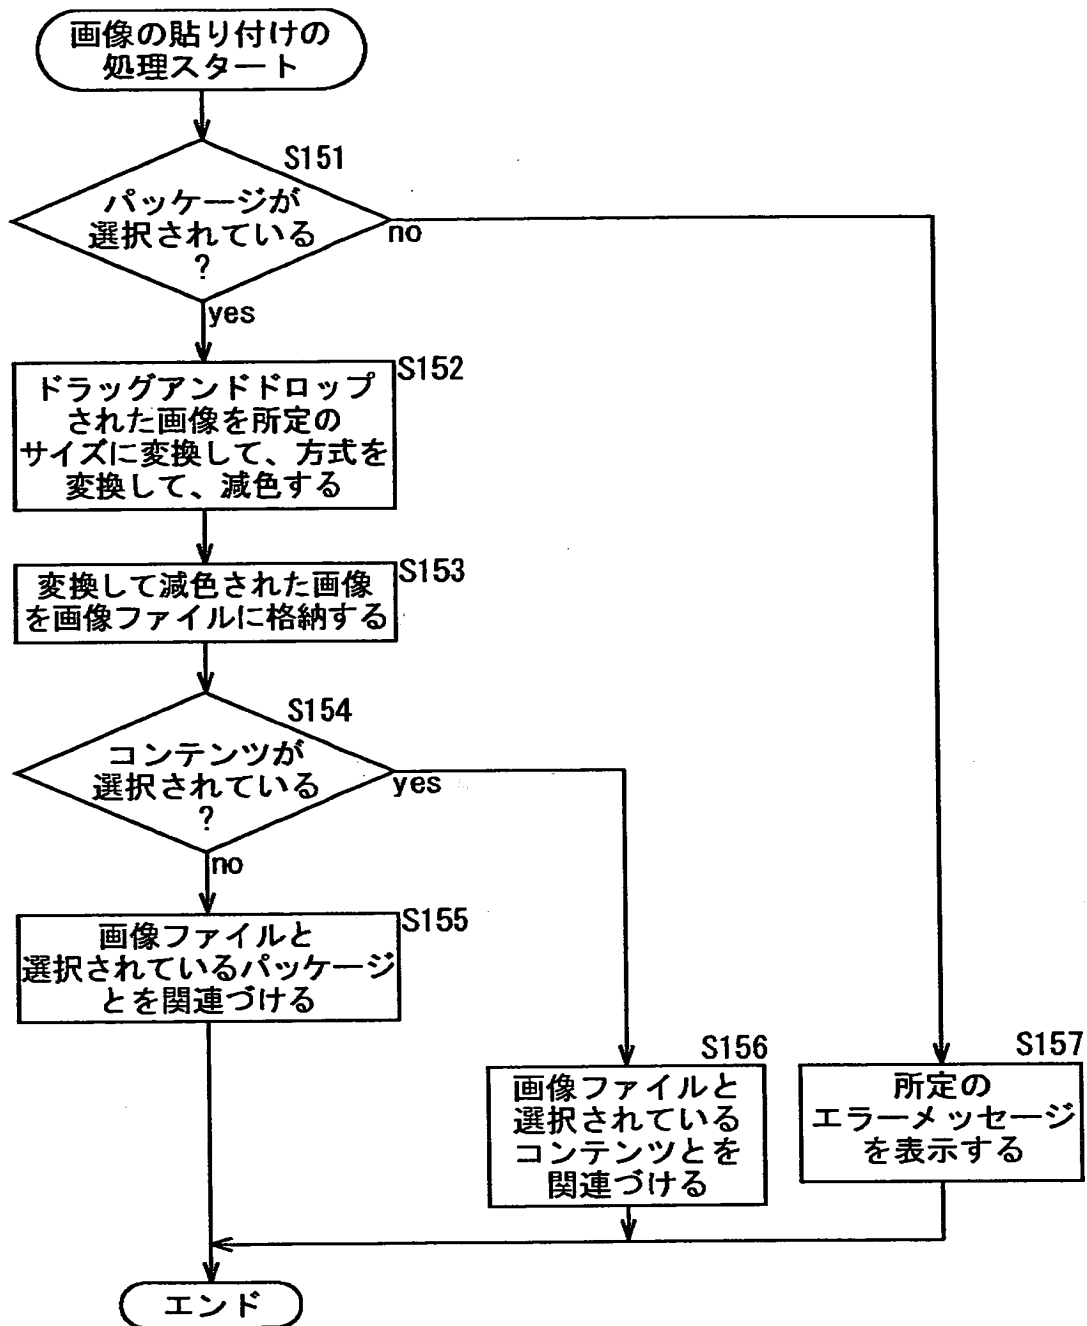 画像の貼り付けの
処理スタート
S151
パッケージが
選択されている
?
no
yes
S152
ドラッグアンドドロップ
された画像を所定の
サイズに変換して、方式を
変換して、減色する
S153
変換して減色された画像
を画像ファイルに格納する
S154
コンテンツが
選択されている
?
yes
no
S155
画像ファイルと
選択されているパッケージ
とを関連づける
S156
画像ファイルと
選択されている
コンテンツとを
関連づける
S157
所定の
エラーメッセージ
を表示する
エンド